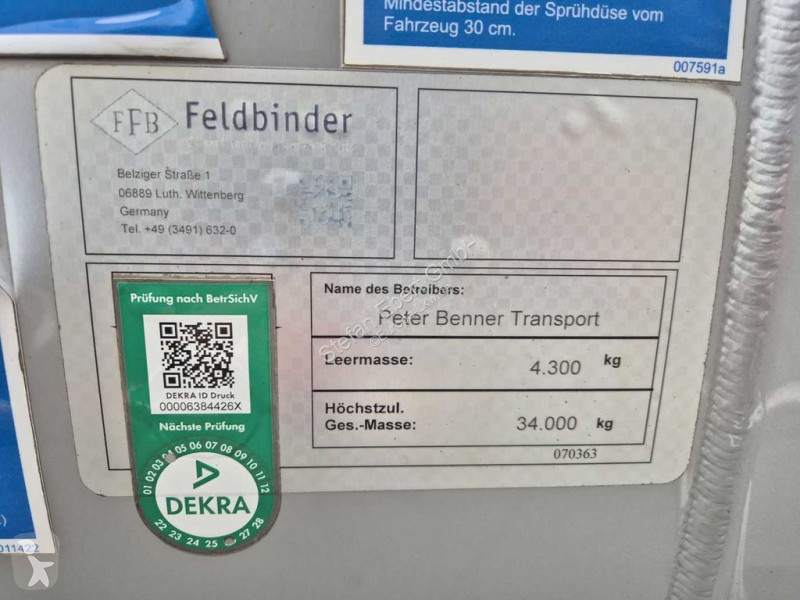 Mindestabstand der Sprühdüse vom
Fahrzeug 30 cm.
007591a
FFB Feldbinder
Belziger Straße 1
06889 Luth. Wittenberg
Germany
Tel. +49 (3491) 632-0
Prüfung nach BetrSichV
DEKRA ID Druck
00006384426X
Nächste Prüfung
01 02 03 04 05 06 07 08 09 10 11 12
DEKRA
22 23 24 25 27 28
Name des Betreibers:
Peter Benner Transport
Leermasse: 4.300 kg
Höchstzul.
Ges.-Masse: 34.000 kg
070363
011422